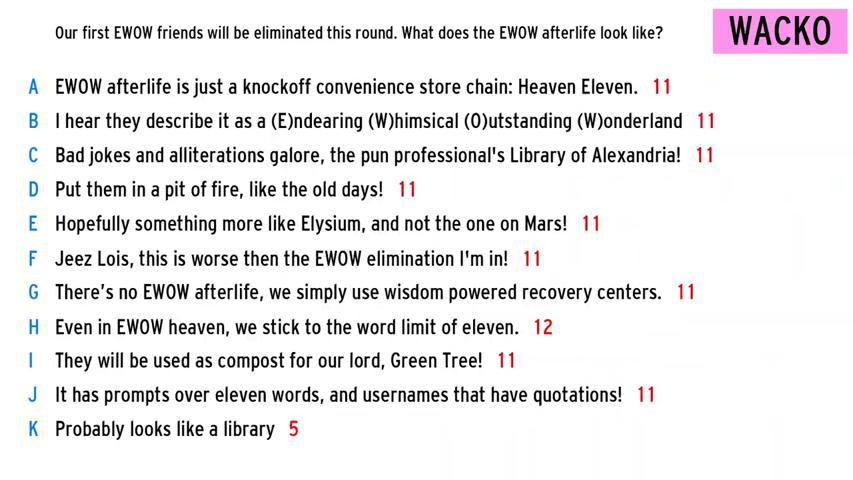 Our first EWOW friends will be eliminated this round. What does the EWOW afterlife look like?
WACKO
A EWOW afterlife is just a knockoff convenience store chain: Heaven Eleven. 11
B I hear they describe it as a (E)ndearing (W)himsical (O)utstanding (W)onderland 11
C Bad jokes and alliterations galore, the pun professional's Library of Alexandria! 11
D Put them in a pit of fire, like the old days! 11
E Hopefully something more like Elysium, and not the one on Mars! 11
F Jeez Lois, this is worse then the EWOW elimination I'm in! 11
G There’s no EWOW afterlife, we simply use wisdom powered recovery centers. 11
H Even in EWOW heaven, we stick to the word limit of eleven. 12
I They will be used as compost for our lord, Green Tree! 11
J It has prompts over eleven words, and usernames that have quotations! 11
K Probably looks like a library 5